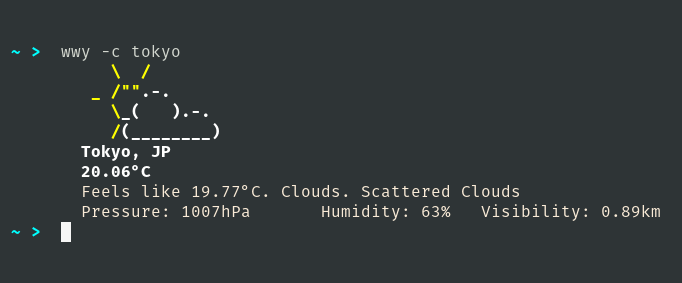 ~ > wwy -c tokyo
     \  /
   _ /"".-.
     \_(   ).-.
     /(________)
  Tokyo, JP
  20.06°C
  Feels like 19.77°C. Clouds. Scattered Clouds
  Pressure: 1007hPa       Humidity: 63%   Visibility: 0.89km
~ >